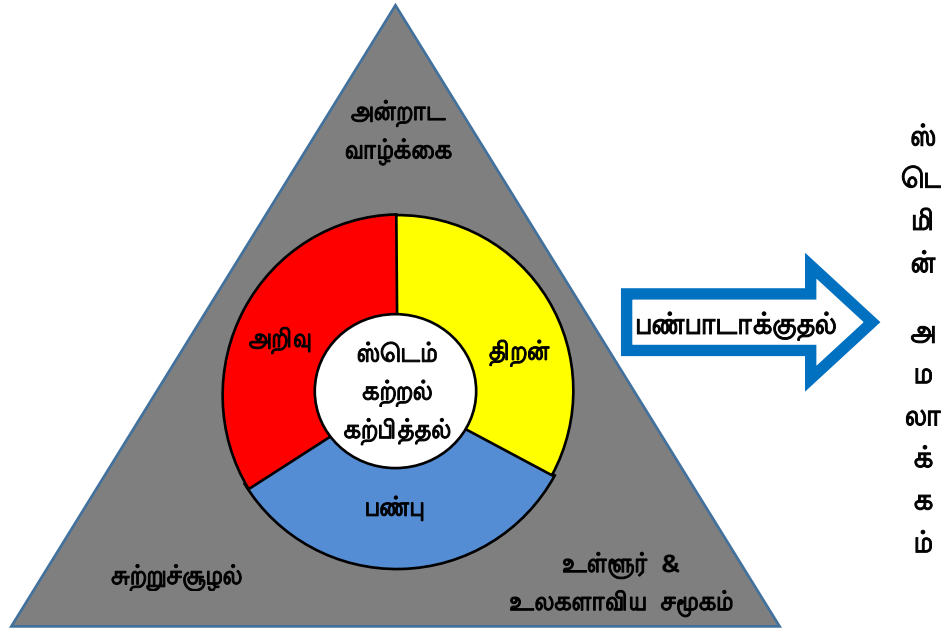 அன்றாட
வாழ்க்கை
அறிவு
திறன்
ஸ்டெம்
கற்றல்
கற்பித்தல்
பண்பு
சுற்றுச்சூழல்
உள்ளூர் &
உலகளாவிய சமூகம்
பண்பாடாக்குதல்
ஸ்
டெ
மி
ன்
அ
ம
லா
க்
க
ம்